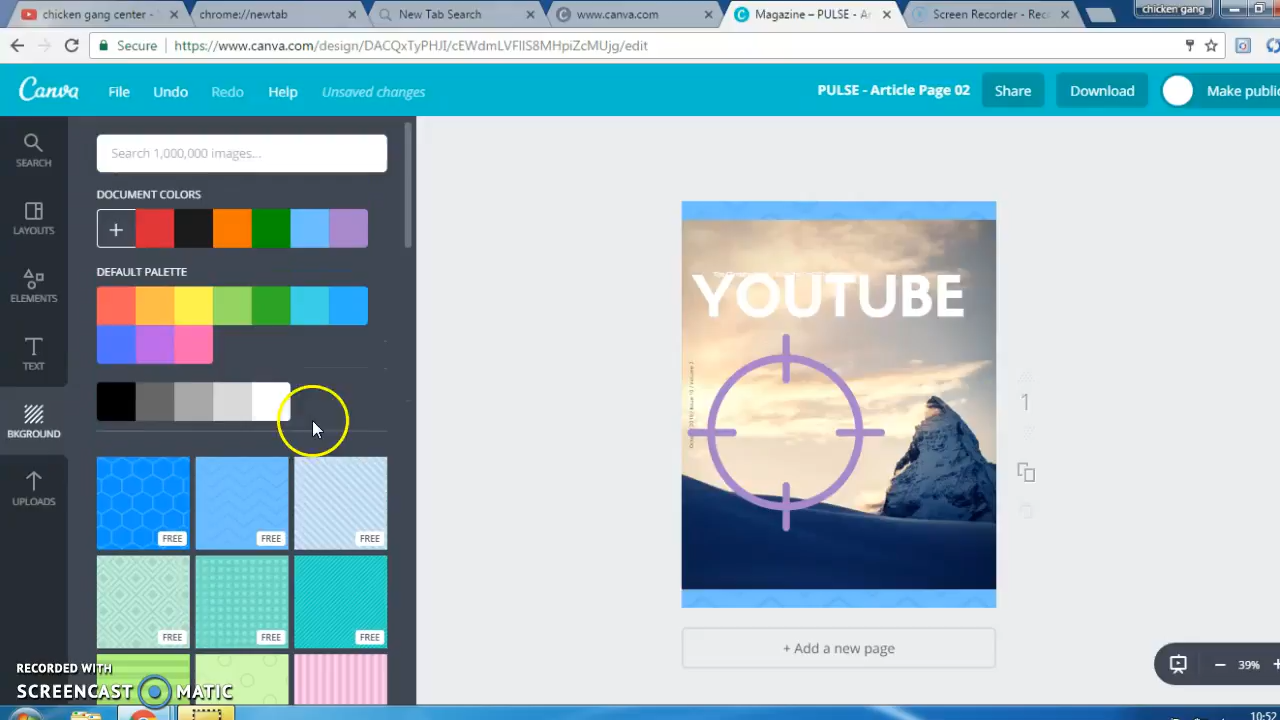 chicken gang center -
chrome://newtab
New Tab Search
www.canva.com
Magazine – PULSE - Ar
Screen Recorder - Reco
chicken gang
Secure
https://www.canva.com/design/DACQxTyPHJI/cEWdmLVFIIS8MHpiZcMUjg/edit
Canva
File
Undo
Redo
Help
Unsaved changes
PULSE - Article Page 02
Share
Download
Make public
SEARCH
LAYOUTS
ELEMENTS
TEXT
BKGROUND
UPLOADS
Search 1,000,000 images...
DOCUMENT COLORS
+
DEFAULT PALETTE
FREE
FREE
FREE
FREE
FREE
FREE
YOUTUBE
1
+ Add a new page
39%
RECORDED WITH
SCREENCAST MATIC
10:52